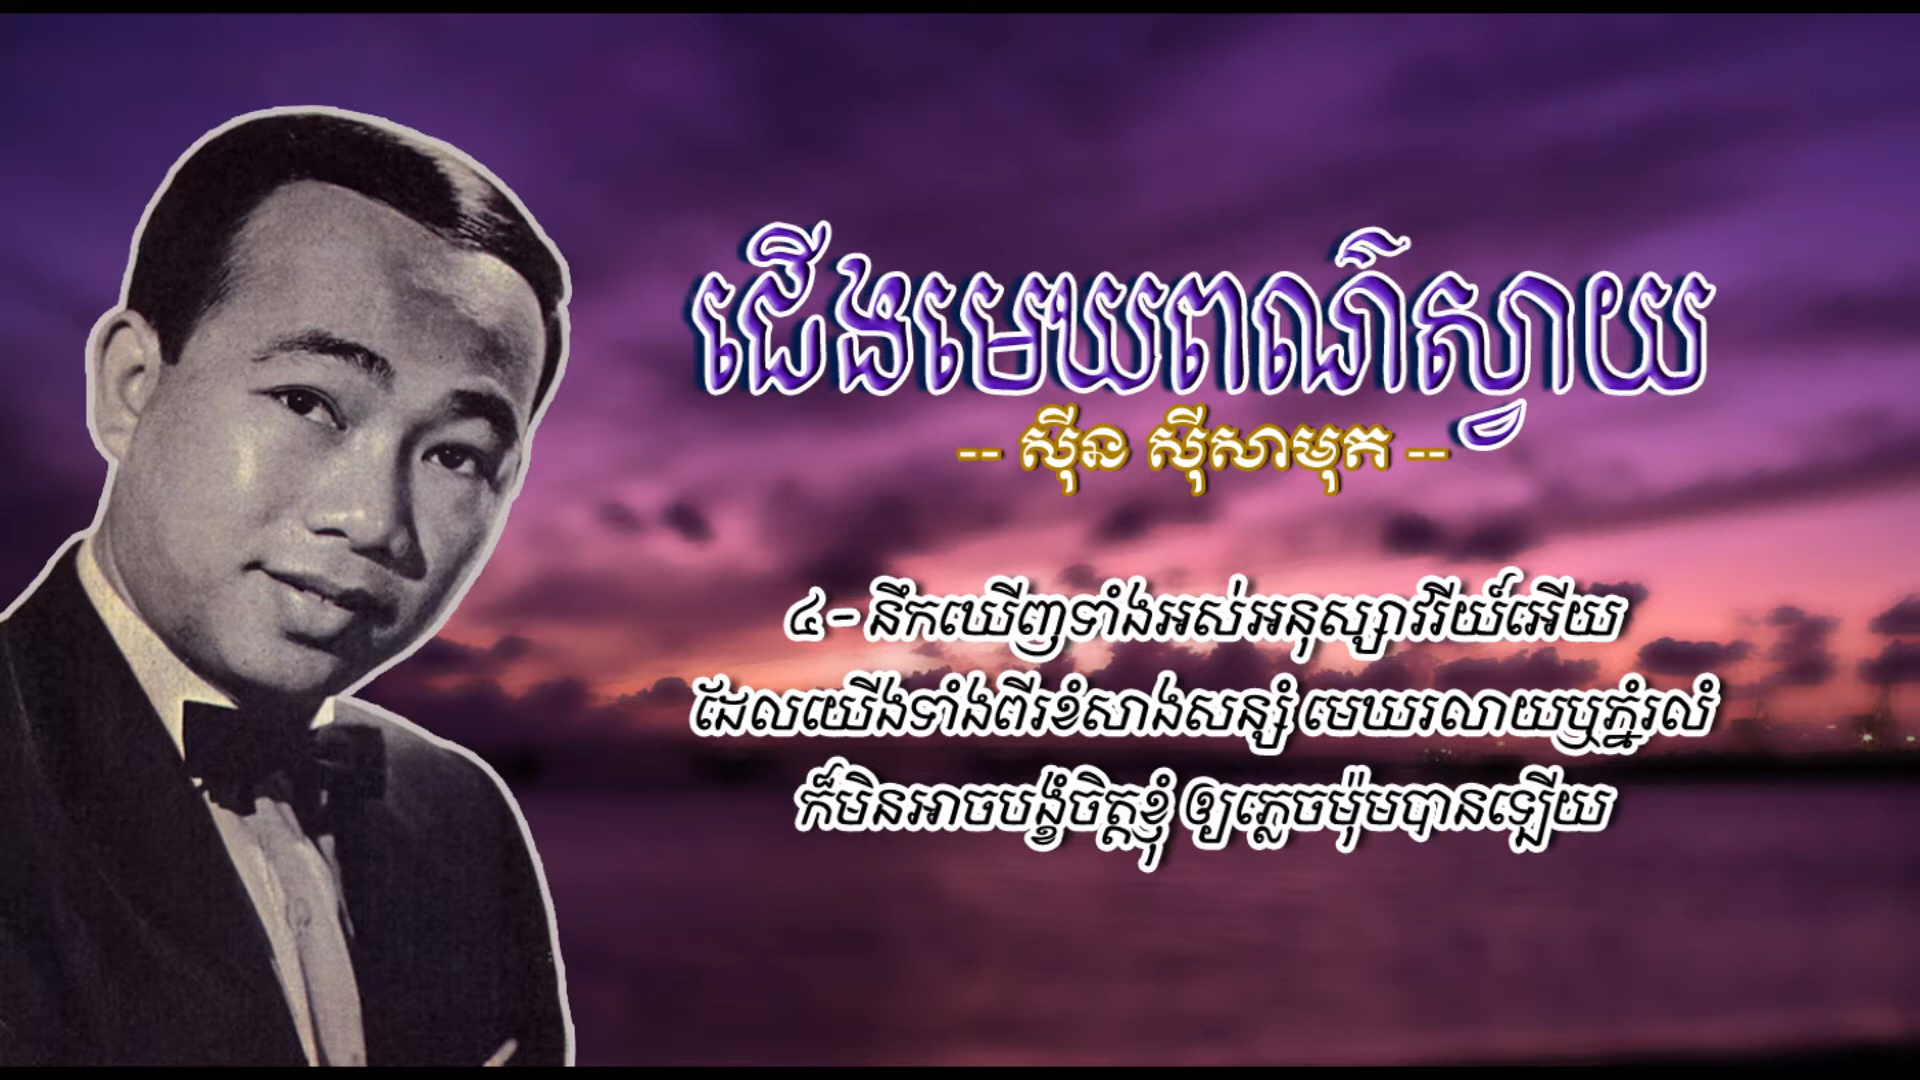 ជើងមេឃពណ៌ស្វាយ
-- ស៊ីន ស៊ីសាមុត --
៤- នឹកឃើញទាំងអស់អនុស្សាវរីយ៍អើយ
ដែលយើងទាំងពីរខំសាងសន្សំ មេឃរលាយឬភ្នំរលំ
ក៏មិនអាចបង្ខំចិត្តខ្ញុំ ឲ្យភ្លេចម៉ុមបានឡើយ